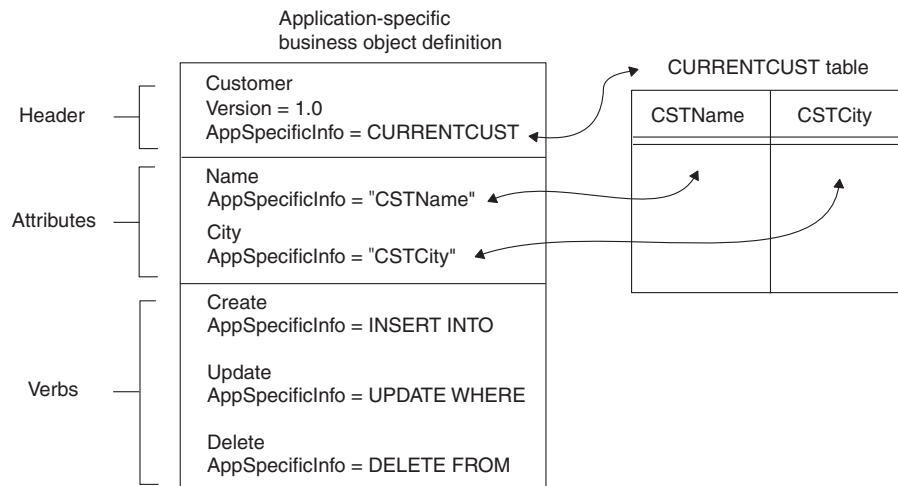 Application-specific
business object definition
Header
Customer
Version = 1.0
AppSpecificInfo = CURRENTCUST
CURRENTCUST table
CSTName
CSTCity
Attributes
Name
AppSpecificInfo = "CSTName"
City
AppSpecificInfo = "CSTCity"
Verbs
Create
AppSpecificInfo = INSERT INTO
Update
AppSpecificInfo = UPDATE WHERE
Delete
AppSpecificInfo = DELETE FROM